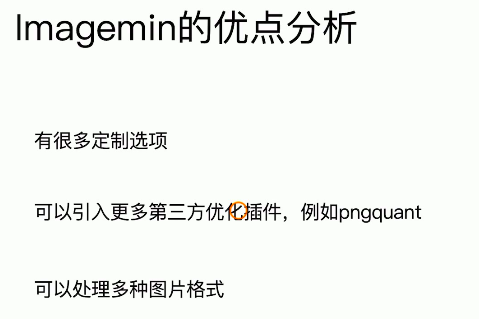 Imagemin的优点分析
有很多定制选项
可以引入更多第三方优化插件，例如pngquant
可以处理多种图片格式